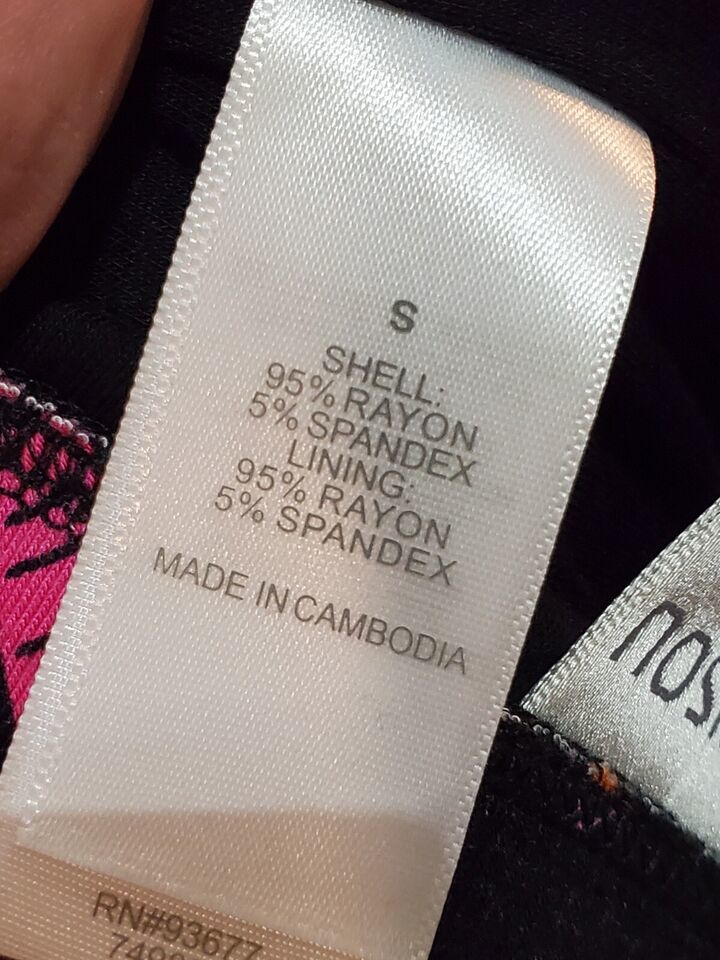 S
SHELL:
95% RAYON
5% SPANDEX
LINING:
95% RAYON
5% SPANDEX
MADE IN CAMBODIA
RN#93677